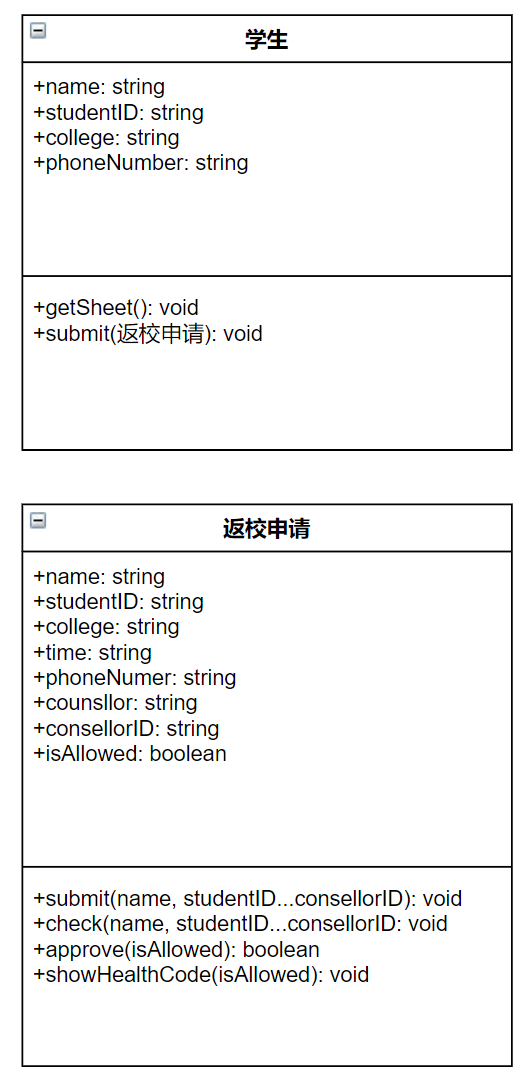 学生
+name: string
+studentID: string
+college: string
+phoneNumber: string
+getSheet(): void
+submit(返校申请): void
返校申请
+name: string
+studentID: string
+college: string
+time: string
+phoneNumer: string
+counsllor: string
+consellorID: string
+isAllowed: boolean
+submit(name, studentID...consellorID): void
+check(name, studentID...consellorID: void
+approve(isAllowed): boolean
+showHealthCode(isAllowed): void